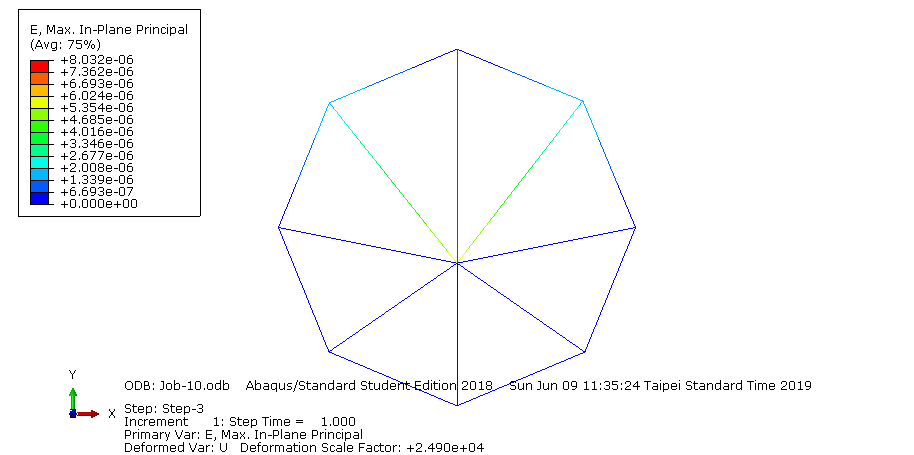 E, Max. In-Plane Principal
(Avg: 75%)
+8.032e-06
+7.362e-06
+6.693e-06
+6.024e-06
+5.354e-06
+4.685e-06
+4.016e-06
+3.346e-06
+2.677e-06
+2.008e-06
+1.339e-06
+6.693e-07
+0.000e+00
Y
X
ODB: Job-10.odb    Abaqus/Standard Student Edition 2018    Sun Jun 09 11:35:24 Taipei Standard Time 2019
Step: Step-3
Increment      1: Step Time =    1.000
Primary Var: E, Max. In-Plane Principal
Deformed Var: U   Deformation Scale Factor: +2.490e+04